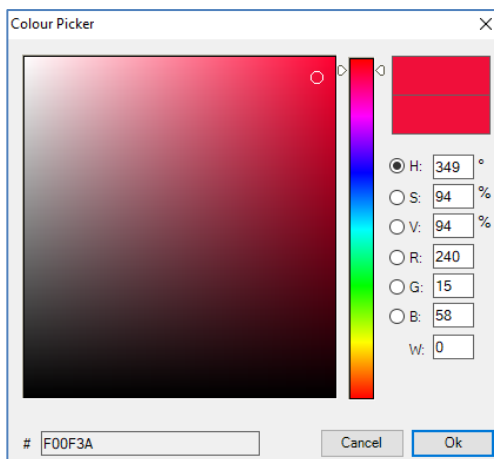 Colour Picker
H: 349 °
S: 94 %
V: 94 %
R: 240
G: 15
B: 58
W: 0
# F00F3A Cancel Ok